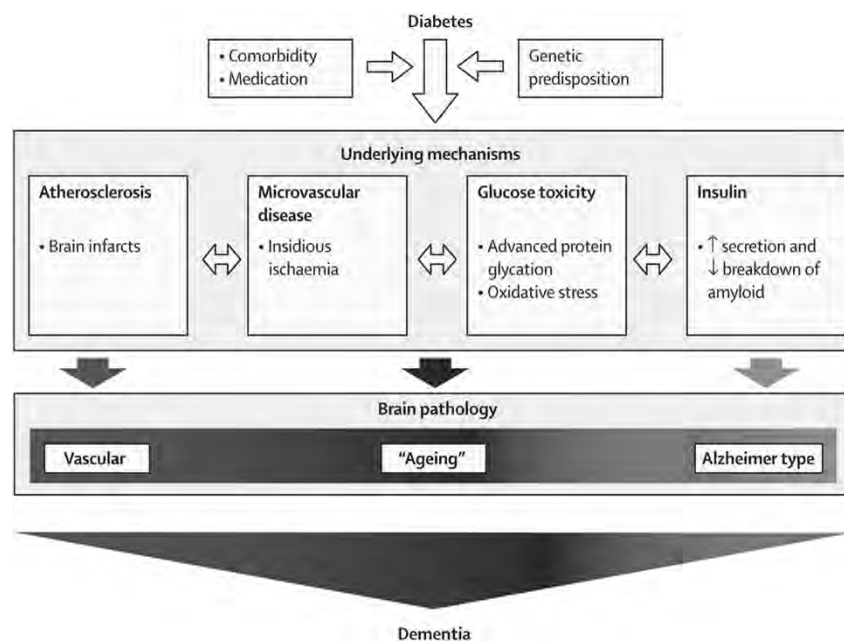 Diabetes
• Comorbidity
• Medication
Genetic
predisposition
Underlying mechanisms
Atherosclerosis
• Brain infarcts
Microvascular
disease
• Insidious
ischaemia
Glucose toxicity
• Advanced protein
glycation
• Oxidative stress
Insulin
• ↑ secretion and
↓ breakdown of
amyloid
Brain pathology
Vascular
“Ageing”
Alzheimer type
Dementia